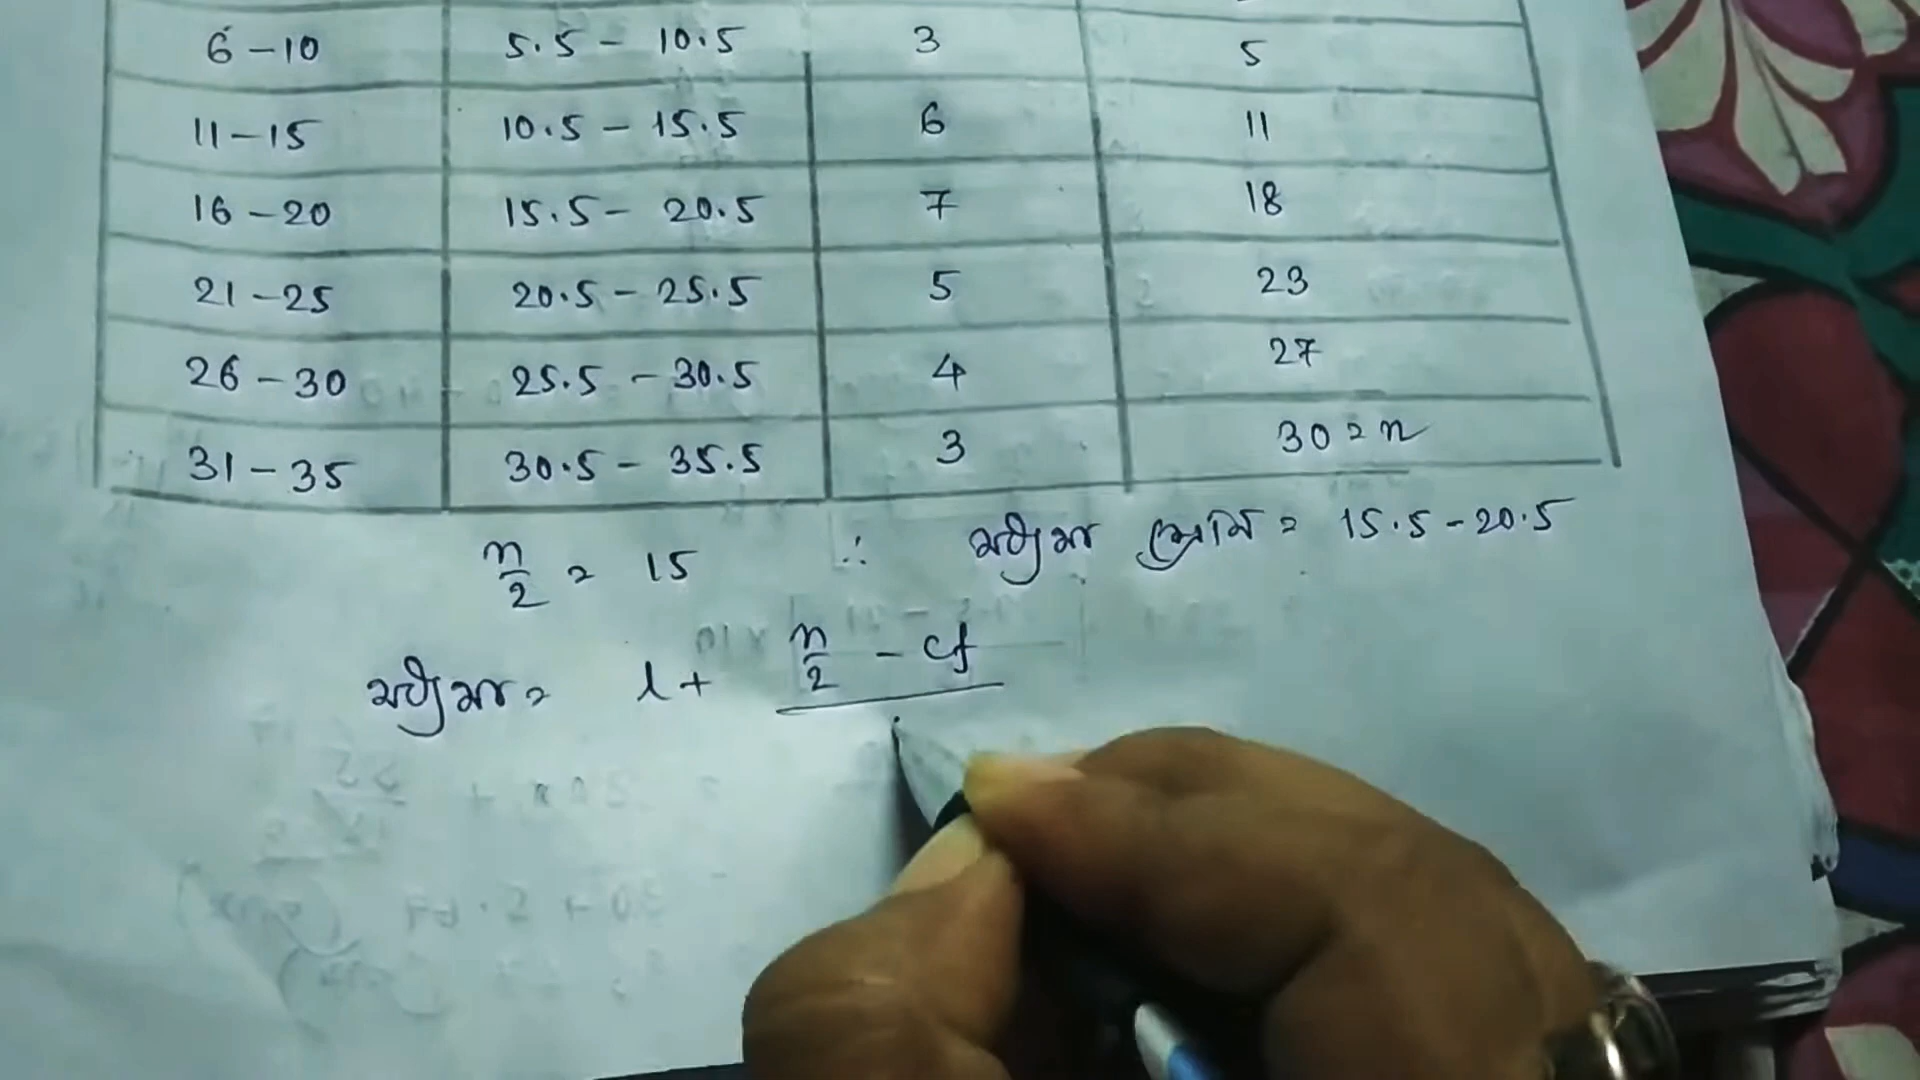 6 – 10 5.5 – 10.5 3 5
11 – 15 10.5 – 15.5 6 11
16 – 20 15.5 – 20.5 7 18
21 – 25 20.5 – 25.5 5 23
26 – 30 25.5 – 30.5 4 27
31 – 35 30.5 – 35.5 3 30 = n
n/2 = 15 ∴ মধ্যমা শ্রেণি = 15.5 – 20.5
মধ্যমা = l + n/2 – cf